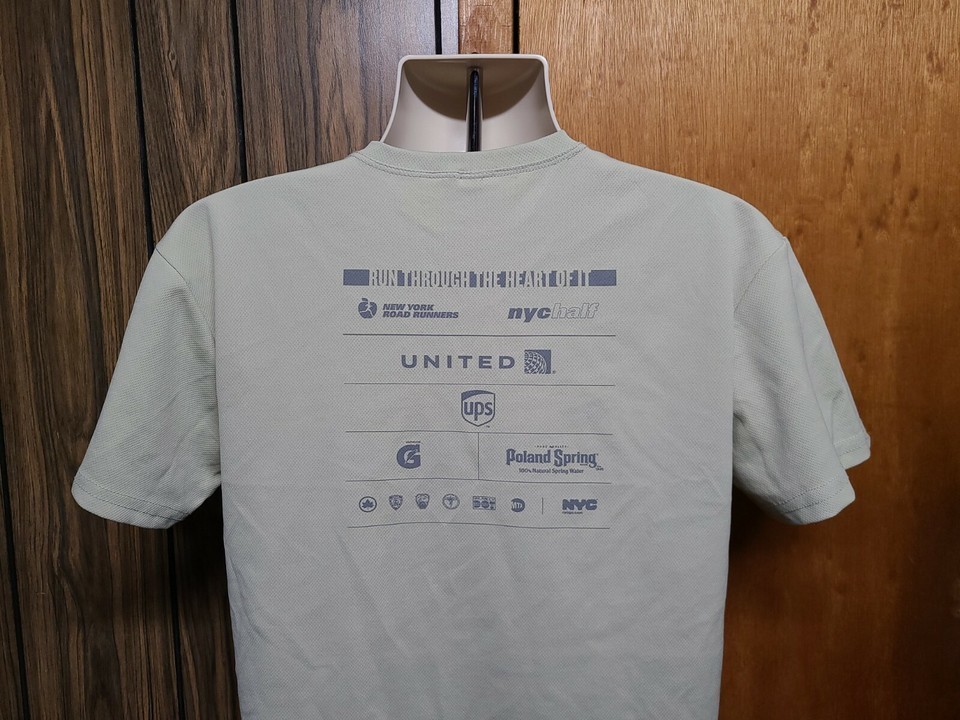 RUN THROUGH THE HEART OF IT
NEW YORK
ROAD RUNNERS
nychalf
UNITED
ups
G
Poland Spring
100% Natural Spring Water
DOT
MTA
NYC